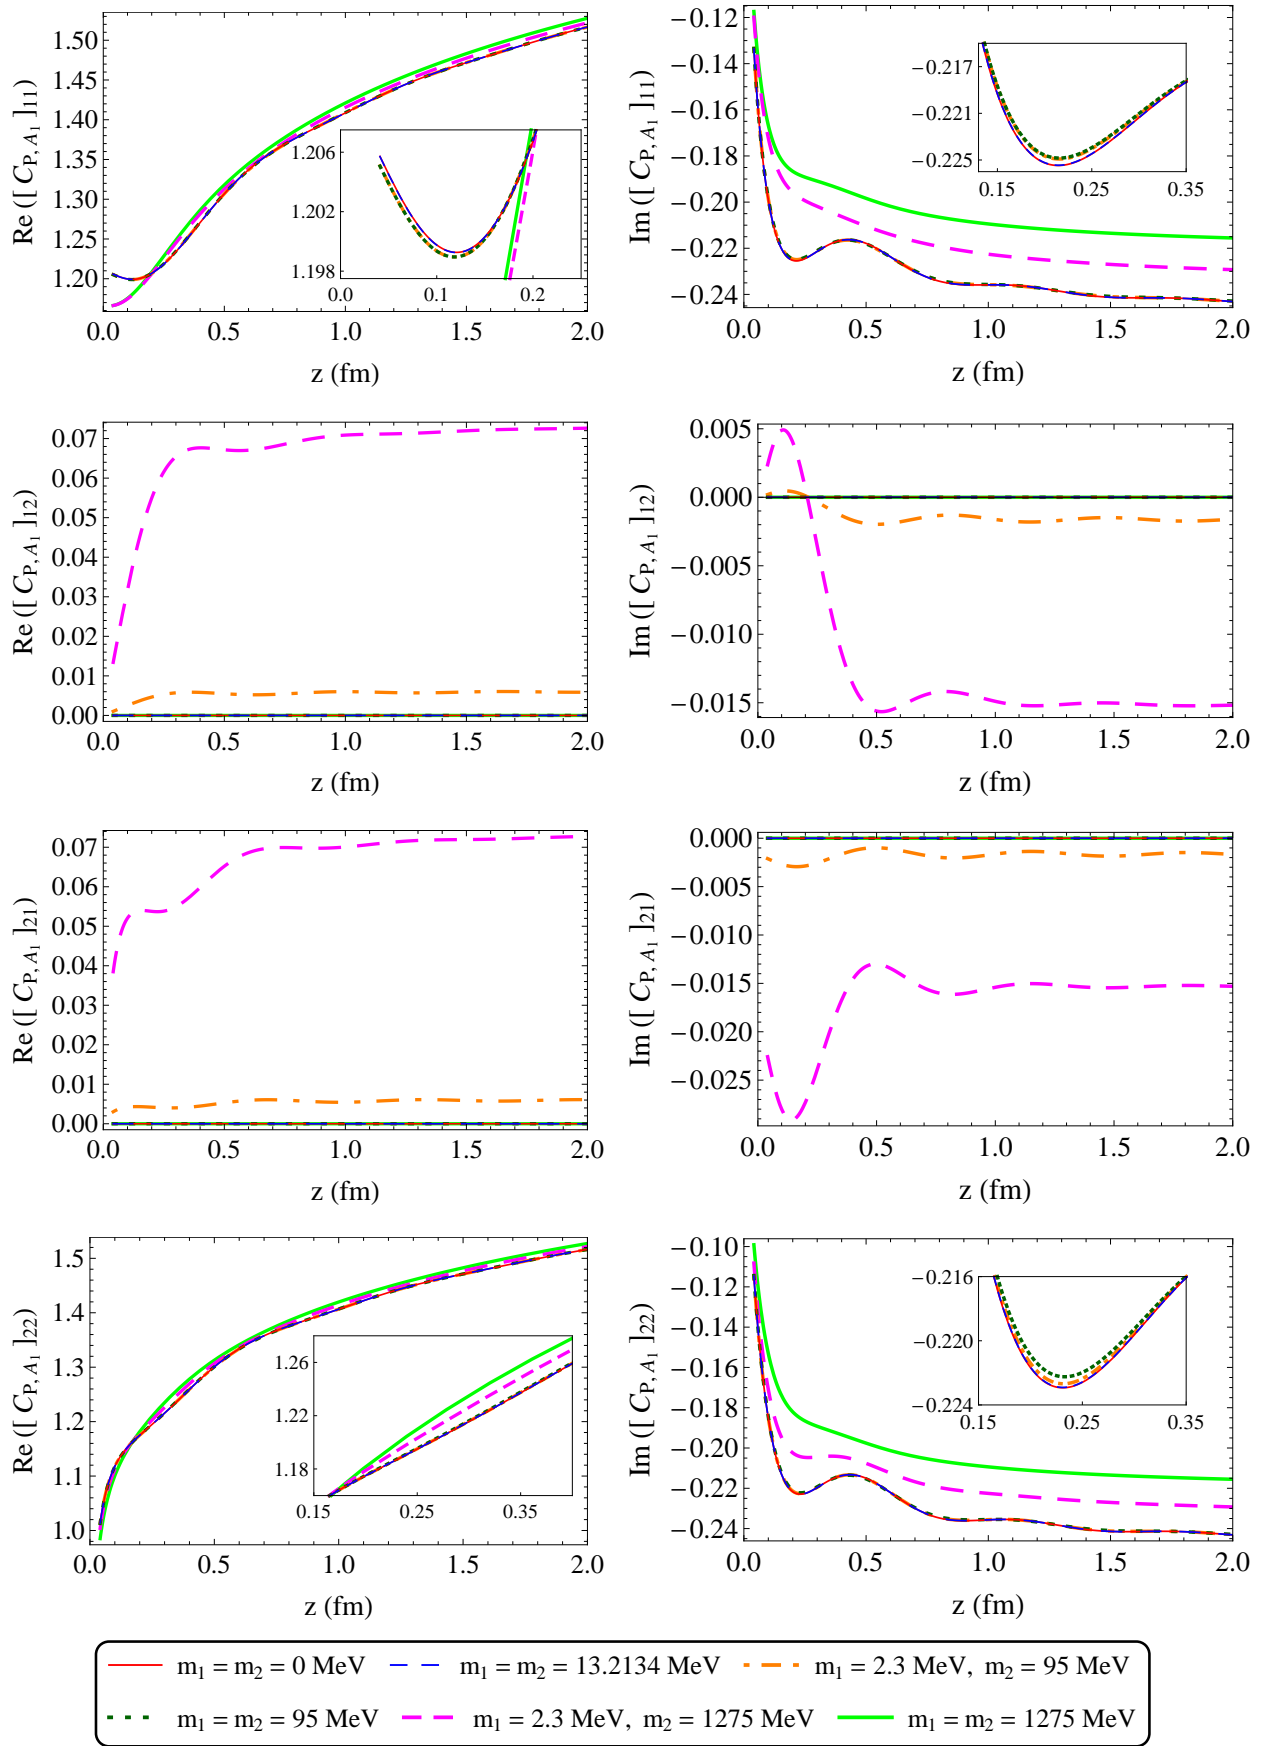 Re ([ C_{P, A_1} ]_{11})
1.50
1.45
1.40
1.35
1.30
1.25
1.20
0.0 0.5 1.0 1.5 2.0
z (fm)
1.206
1.202
1.198
0.0 0.1 0.2
Im ([ C_{P, A_1} ]_{11})
−0.12
−0.14
−0.16
−0.18
−0.20
−0.22
−0.24
0.0 0.5 1.0 1.5 2.0
z (fm)
−0.217
−0.221
−0.225
0.15 0.25 0.35
Re ([ C_{P, A_1} ]_{12})
0.07
0.06
0.05
0.04
0.03
0.02
0.01
0.00
0.0 0.5 1.0 1.5 2.0
z (fm)
Im ([ C_{P, A_1} ]_{12})
0.005
0.000
−0.005
−0.010
−0.015
0.0 0.5 1.0 1.5 2.0
z (fm)
Re ([ C_{P, A_1} ]_{21})
0.07
0.06
0.05
0.04
0.03
0.02
0.01
0.00
0.0 0.5 1.0 1.5 2.0
z (fm)
Im ([ C_{P, A_1} ]_{21})
0.000
−0.005
−0.010
−0.015
−0.020
−0.025
0.0 0.5 1.0 1.5 2.0
z (fm)
Re ([ C_{P, A_1} ]_{22})
1.5
1.4
1.3
1.2
1.1
1.0
0.0 0.5 1.0 1.5 2.0
z (fm)
1.26
1.22
1.18
0.15 0.25 0.35
Im ([ C_{P, A_1} ]_{22})
−0.10
−0.12
−0.14
−0.16
−0.18
−0.20
−0.22
−0.24
0.0 0.5 1.0 1.5 2.0
z (fm)
−0.216
−0.220
−0.224
0.15 0.25 0.35
m₁ = m₂ = 0 MeV m₁ = m₂ = 13.2134 MeV m₁ = 2.3 MeV, m₂ = 95 MeV
m₁ = m₂ = 95 MeV m₁ = 2.3 MeV, m₂ = 1275 MeV m₁ = m₂ = 1275 MeV